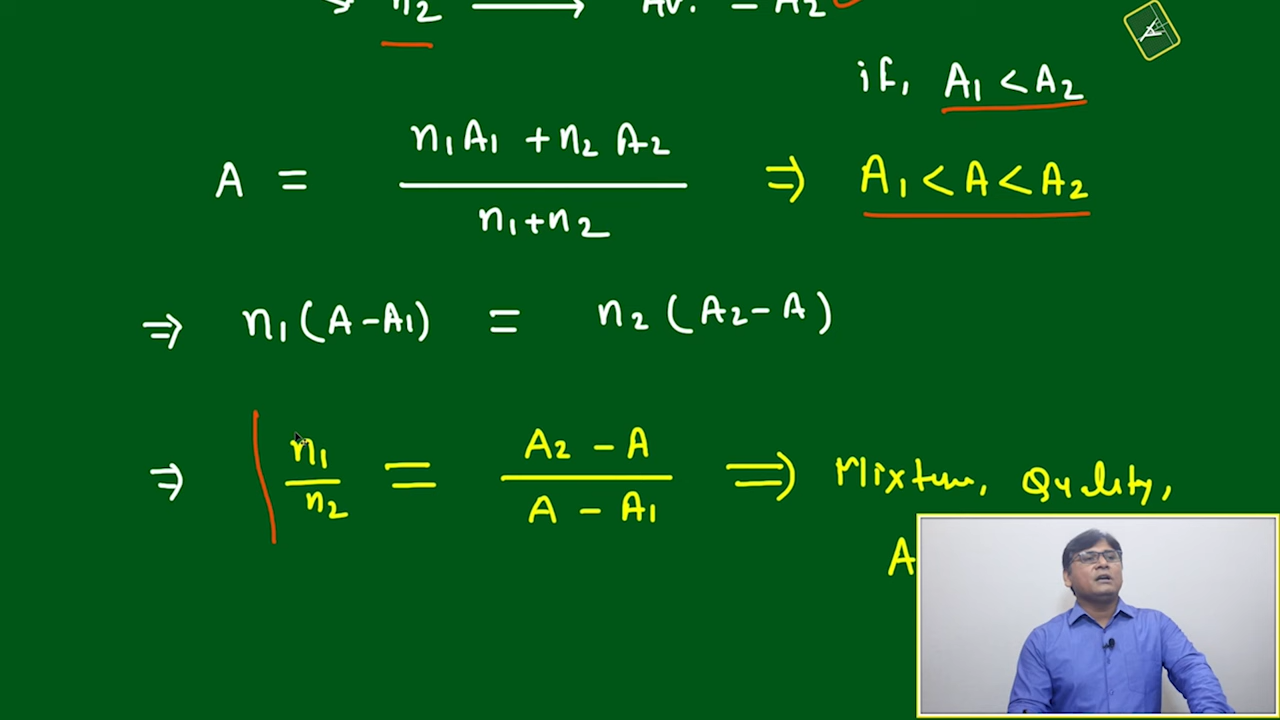 ⇒ n₂ ⟶ Av. = A₂
if, A₁ < A₂
A = (n₁A₁ + n₂A₂) / (n₁+n₂) ⇒ A₁ < A < A₂
⇒ n₁(A-A₁) = n₂(A₂-A)
⇒ n₁/n₂ = (A₂ - A) / (A - A₁) ⇒ Mixture, Quality,
A